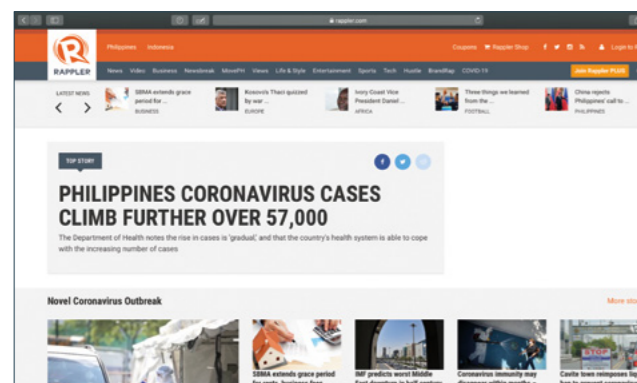 rappler.com
Philippines Indonesia
Coupons Rappler Shop
Login to
RAPPLER
News Video Business Newsbreak MovePH Views Life & Style Entertainment Sports Tech Hustle BrandRap COVID-19
Join Rappler PLUS
LATEST NEWS
SBMA extends grace
period for ...
BUSINESS
Kosovo's Thaci quizzed
by war ...
EUROPE
Ivory Coast Vice
President Daniel ...
AFRICA
Three things we learned
from the ...
FOOTBALL
China rejects
Philippines' call to ...
PHILIPPINES
TOP STORY
PHILIPPINES CORONAVIRUS CASES
CLIMB FURTHER OVER 57,000
The Department of Health notes the rise in cases is 'gradual,' and that the country's health system is able to cope
with the increasing number of cases
Novel Coronavirus Outbreak
More
SBMA extends grace period
IMF predicts worst Middle
Coronavirus immunity may
Cavite town reimposes
STOP